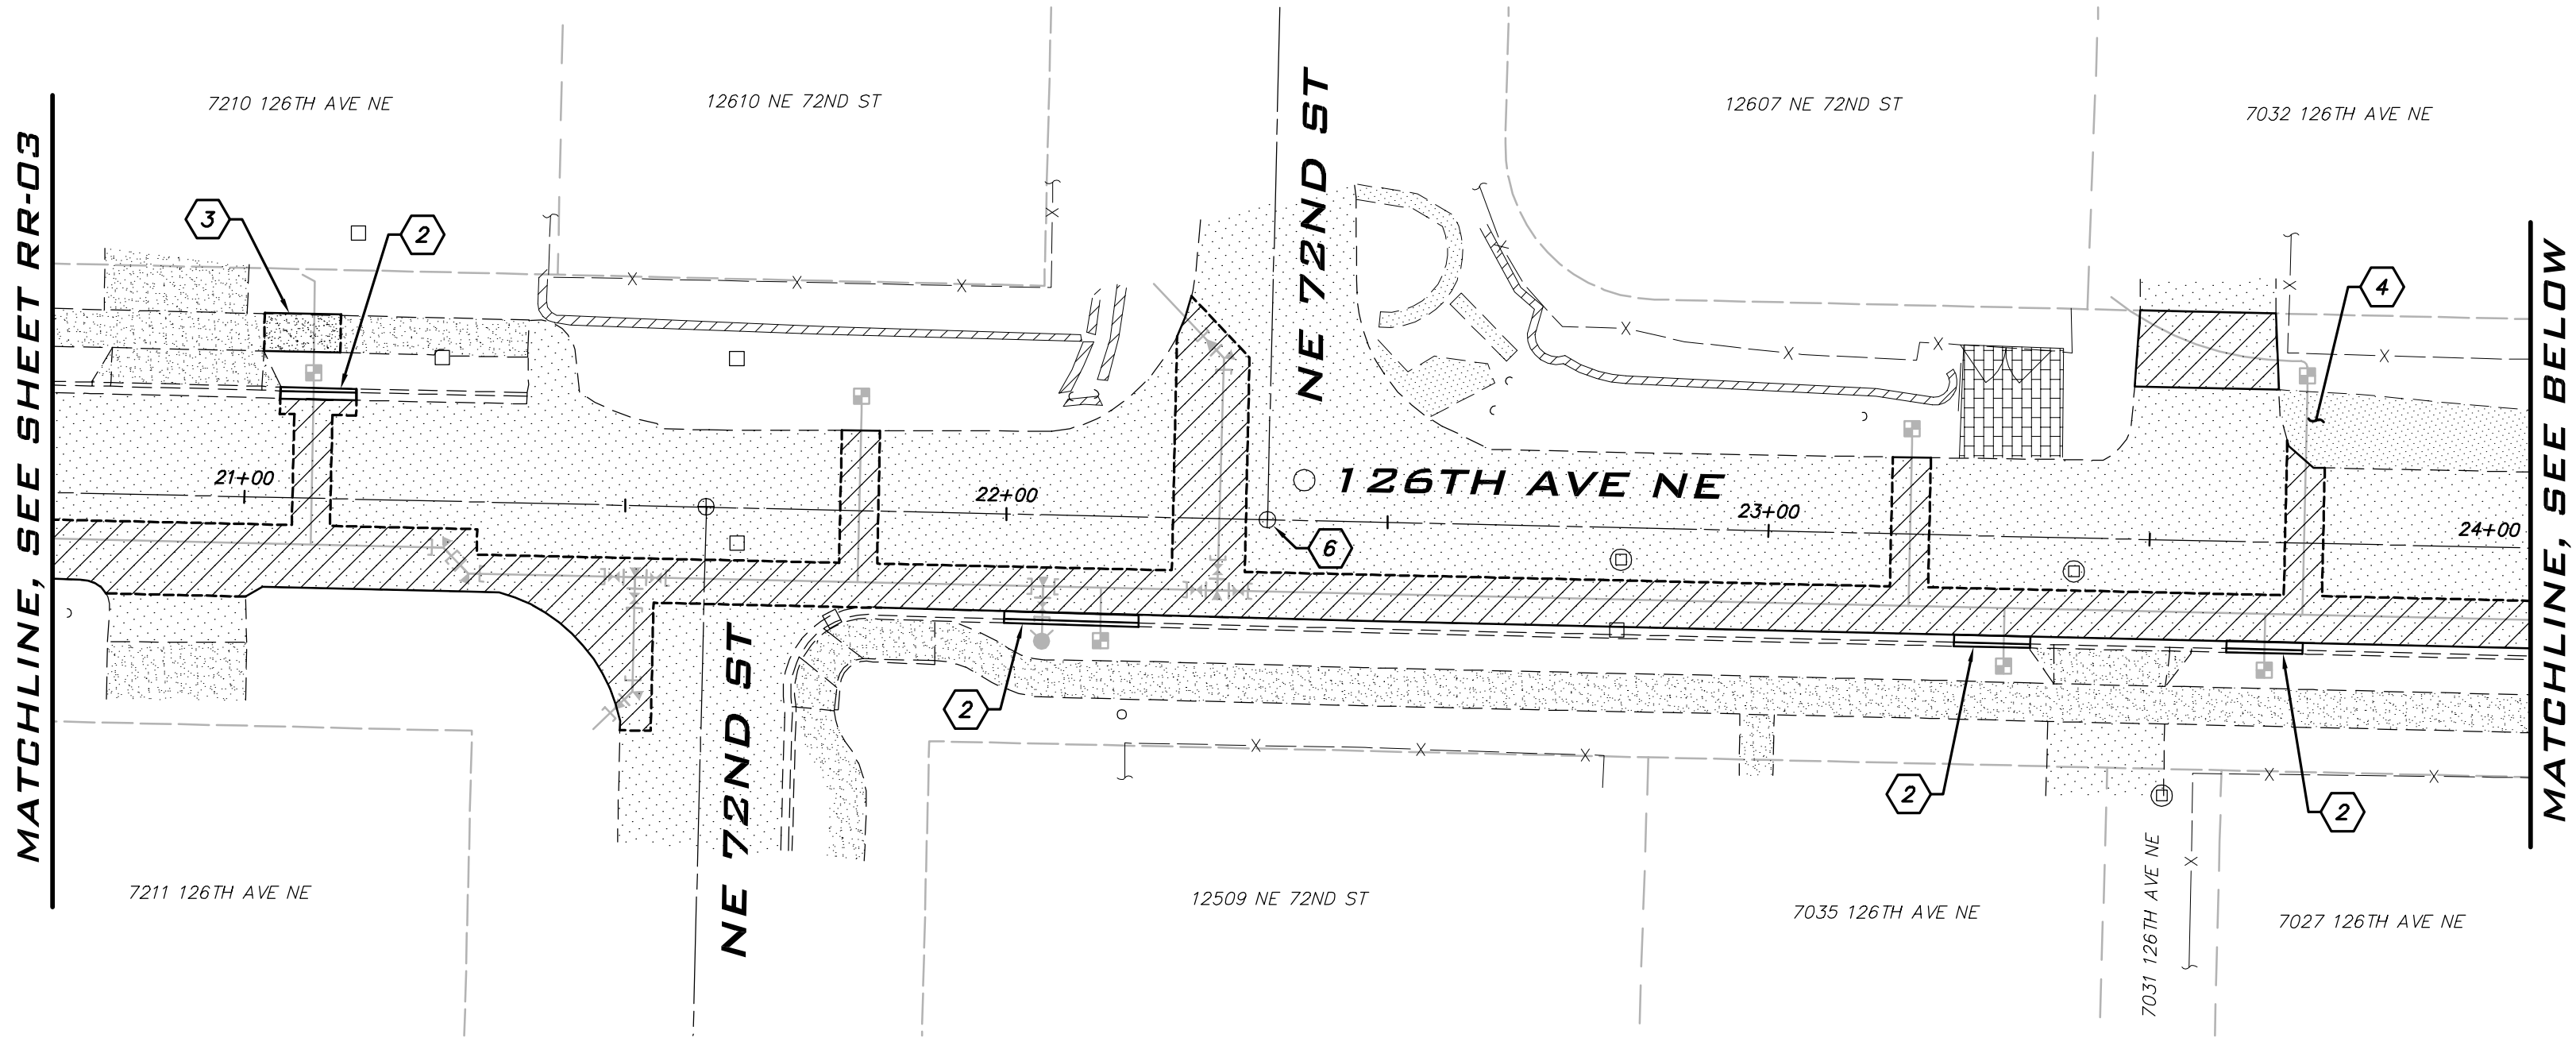 MATCHLINE, SEE SHEET RR-03
7210 126TH AVE NE
12610 NE 72ND ST
NE 72ND ST
12607 NE 72ND ST
7032 126TH AVE NE
MATCHLINE, SEE BELOW
3
2
4
21+00
22+00
126TH AVE NE
23+00
24+00
6
NE 72ND ST
2
2
2
7211 126TH AVE NE
12509 NE 72ND ST
7035 126TH AVE NE
7031 126TH AVE NE
7027 126TH AVE NE